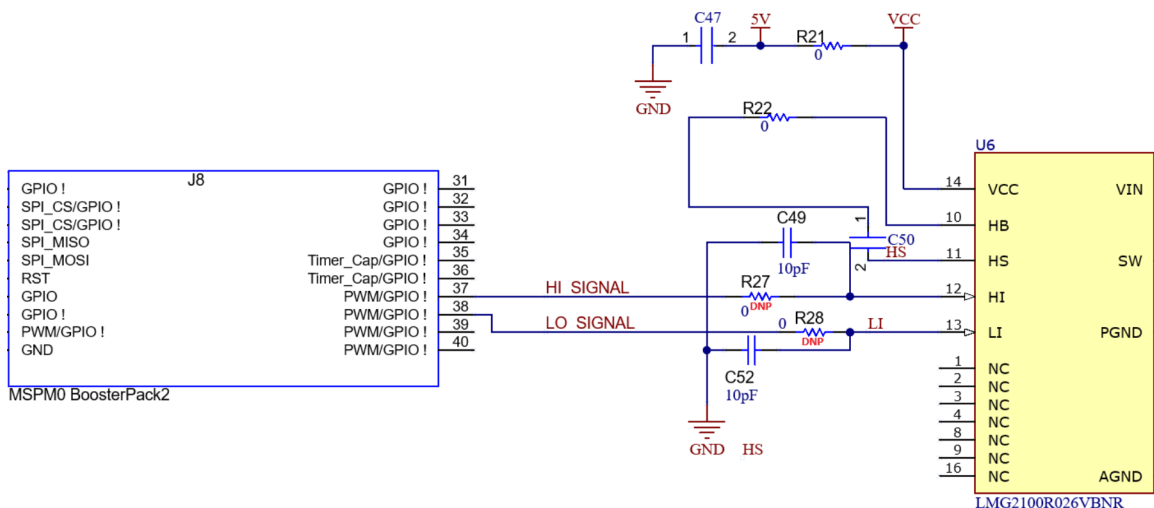 C47
5V
VCC
1
2
R21
0
GND
R22
0
U6
J8
GPIO !
GPIO !
31
SPI_CS/GPIO !
GPIO !
32
SPI_CS/GPIO !
GPIO !
33
SPI_MISO
GPIO !
34
SPI_MOSI
Timer_Cap/GPIO !
35
RST
Timer_Cap/GPIO !
36
GPIO
PWM/GPIO !
37
GPIO !
PWM/GPIO !
38
PWM/GPIO !
PWM/GPIO !
39
GND
PWM/GPIO !
40
MSPM0 BoosterPack2
HI SIGNAL
LO SIGNAL
C49
10pF
1
C50
HS
2
R27
0
DNP
0
R28
DNP
LI
C52
10pF
GND
HS
14
VCC
VIN
10
HB
11
HS
SW
12
HI
13
LI
PGND
1
NC
2
NC
3
NC
4
NC
8
NC
9
NC
16
NC
AGND
LMG2100R026VBNR